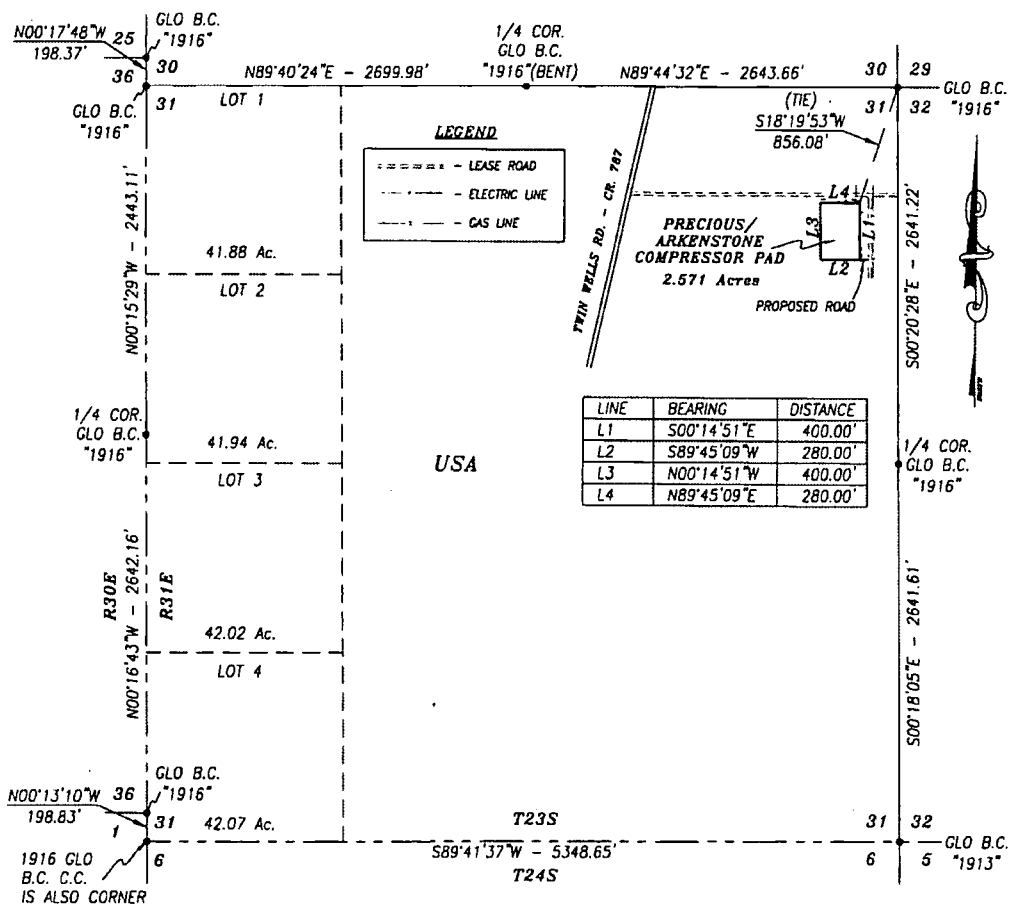 N00°17'48"W
198.37'
25
GLO B.C.
"1916"
36
30
31
GLO B.C.
"1916"
N89°40'24"E - 2699.98'
1/4 COR.
GLO B.C.
"1916"(BENT)
N89°44'32"E - 2643.66'
30
29
31
32
GLO B.C.
"1916"
LOT 1
(TIE)
S18°19'53"W
856.08'
LEGEND
- LEASE ROAD
- ELECTRIC LINE
- GAS LINE
N00°15'29"W - 2443.11'
TWIN WELLS RD. - CR. 787
L4
L3
L1
L2
PRECIOUS/
ARKENSTONE
COMPRESSOR PAD
2.571 Acres
PROPOSED ROAD
S00°20'28"E - 2641.22'
41.88 Ac.
LOT 2
1/4 COR.
GLO B.C.
"1916"
41.94 Ac.
LOT 3
USA
LINE BEARING DISTANCE
L1 S00°14'51"E 400.00'
L2 S89°45'09"W 280.00'
L3 N00°14'51"W 400.00'
L4 N89°45'09"E 280.00'
1/4 COR.
GLO B.C.
"1916"
R30E
R31E
N00°16'43"W - 2642.16'
42.02 Ac.
LOT 4
S00°18'05"E - 2641.61'
N00°13'10"W
198.83'
36
GLO B.C.
"1916"
1
31
42.07 Ac.
6
T23S
S89°41'37"W - 5348.65'
T24S
31
32
6
5
GLO B.C.
"1913"
1916 GLO
B.C. C.C.
IS ALSO CORNER